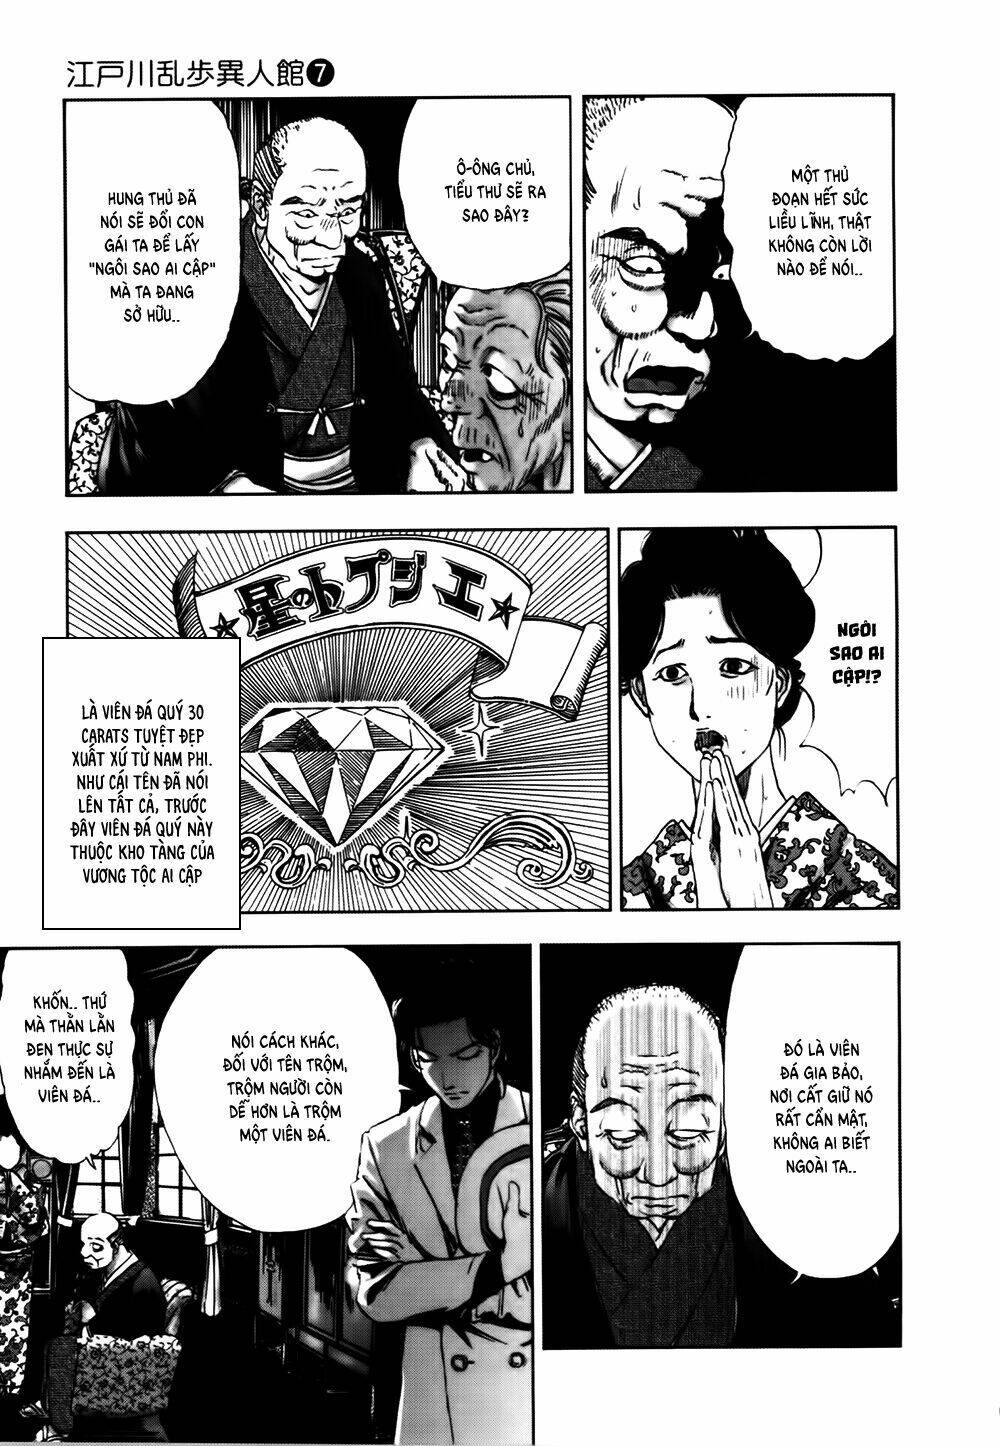 江戸川乱歩異人館❼
MỘT THỦ
ĐOẠN HẾT SỨC
LIỀU LĨNH, THẬT
KHÔNG CÒN LỜI
NÀO ĐỂ NÓI..
Ô-ÔNG CHỦ,
TIỂU THƯ SẼ RA
SAO ĐÂY?
HUNG THỦ ĐÃ
NÓI SẼ ĐỔI CON
GÁI TA ĐỂ LẤY
"NGÔI SAO AI CẬP"
MÀ TA ĐANG
SỞ HỮU..
NGÔI
SAO AI
CẬP!?
★星のトプジエ★
LÀ VIÊN ĐÁ QUÝ 30
CARATS TUYỆT ĐẸP
XUẤT XỨ TỪ NAM PHI.
NHƯ CÁI TÊN ĐÃ NÓI
LÊN TẤT CẢ, TRƯỚC
ĐÂY VIÊN ĐÁ QUÝ NÀY
THUỘC KHO TÀNG CỦA
VƯƠNG TỘC AI CẬP
ĐÓ LÀ VIÊN
ĐÁ GIA BẢO,
NƠI CẤT GIỮ NÓ
RẤT CẨN MẬT,
KHÔNG AI BIẾT
NGOÀI TA..
NÓI CÁCH KHÁC,
ĐỐI VỚI TÊN TRỘM,
TRỘM NGƯỜI CÒN
DỄ HƠN LÀ TRỘM
MỘT VIÊN ĐÁ.
KHỐN.. THỨ
MÀ THẰN LẰN
ĐEN THỰC SỰ
NHẮM ĐẾN LÀ
VIÊN ĐÁ..